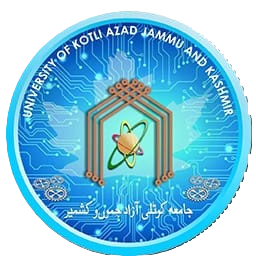 UNIVERSITY OF KOTLI AZAD JAMMU AND KASHMIR
جامعہ کوٹلی آزاد جموں و کشمیر